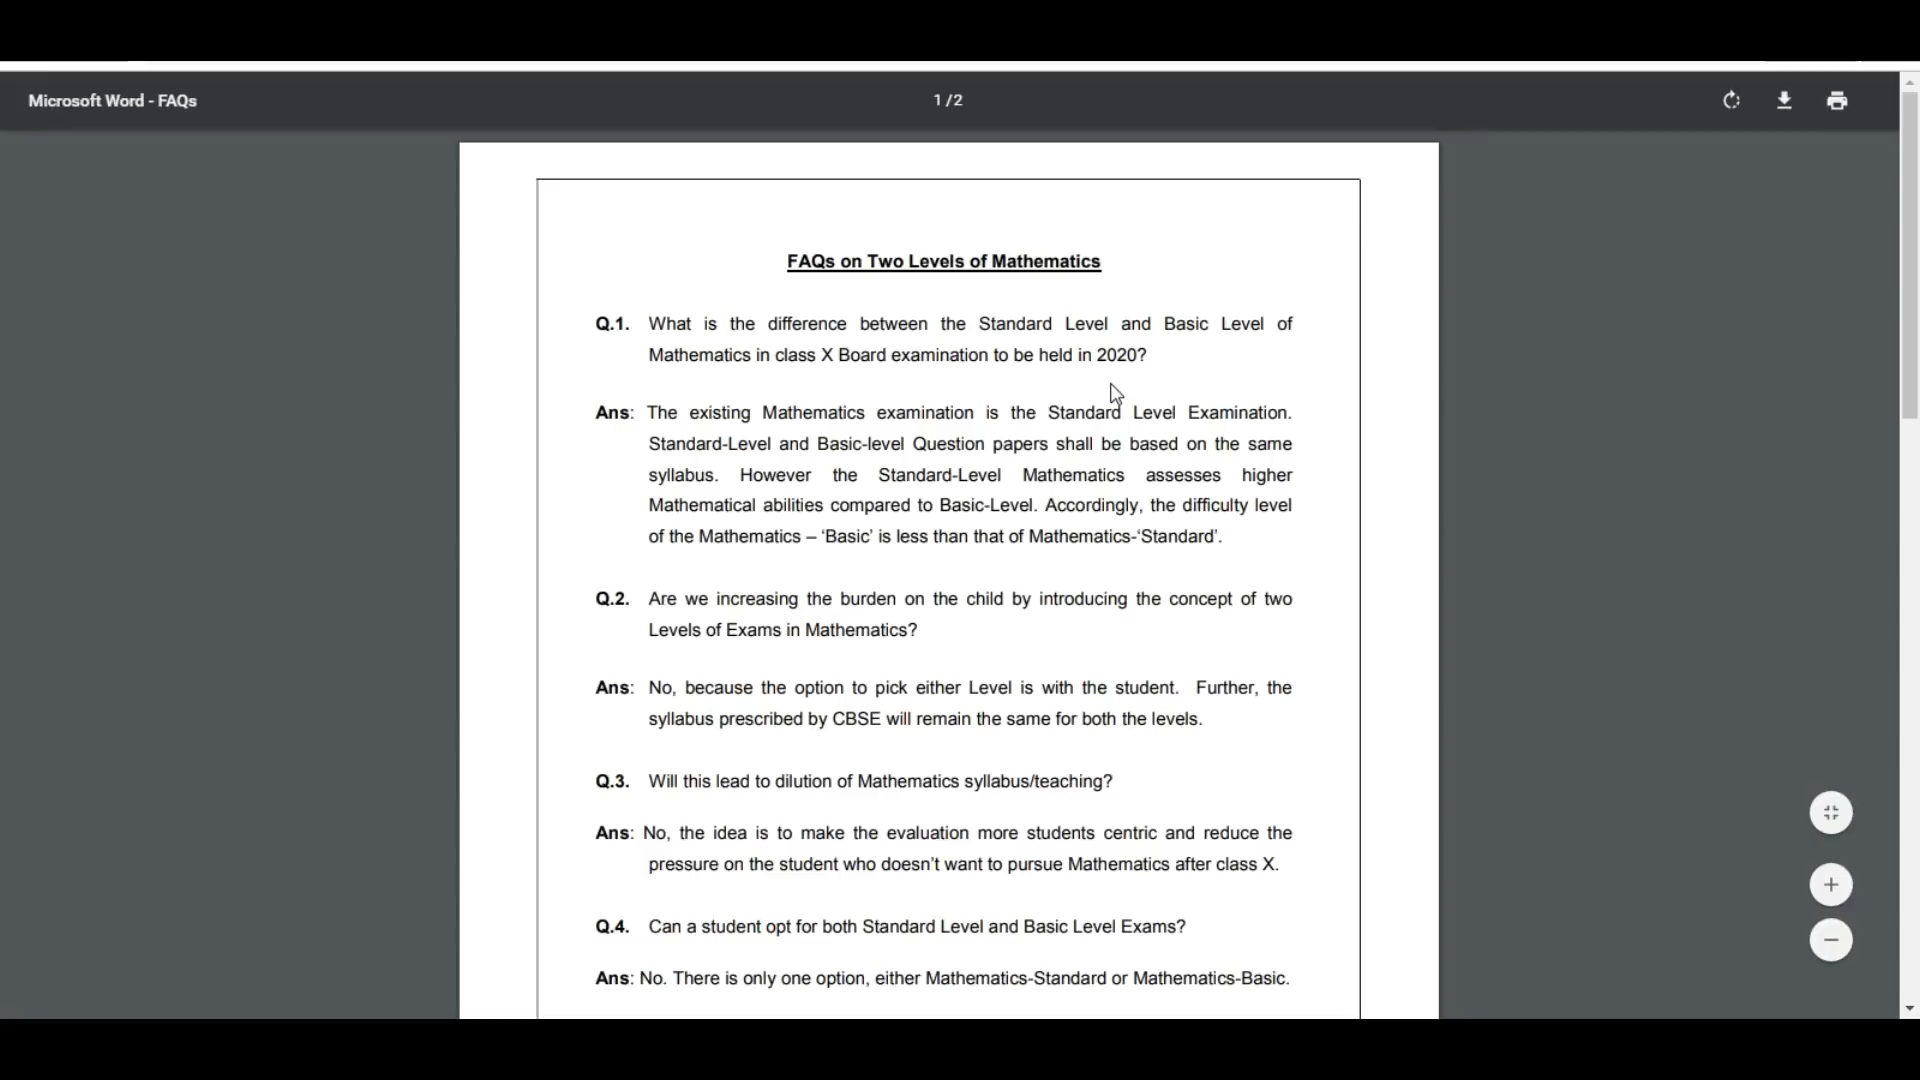 Microsoft Word - FAQs
1 / 2
FAQs on Two Levels of Mathematics
Q.1. What is the difference between the Standard Level and Basic Level of
Mathematics in class X Board examination to be held in 2020?
Ans: The existing Mathematics examination is the Standard Level Examination.
Standard-Level and Basic-level Question papers shall be based on the same
syllabus. However the Standard-Level Mathematics assesses higher
Mathematical abilities compared to Basic-Level. Accordingly, the difficulty level
of the Mathematics – ‘Basic’ is less than that of Mathematics-‘Standard’.
Q.2. Are we increasing the burden on the child by introducing the concept of two
Levels of Exams in Mathematics?
Ans: No, because the option to pick either Level is with the student. Further, the
syllabus prescribed by CBSE will remain the same for both the levels.
Q.3. Will this lead to dilution of Mathematics syllabus/teaching?
Ans: No, the idea is to make the evaluation more students centric and reduce the
pressure on the student who doesn’t want to pursue Mathematics after class X.
Q.4. Can a student opt for both Standard Level and Basic Level Exams?
Ans: No. There is only one option, either Mathematics-Standard or Mathematics-Basic.